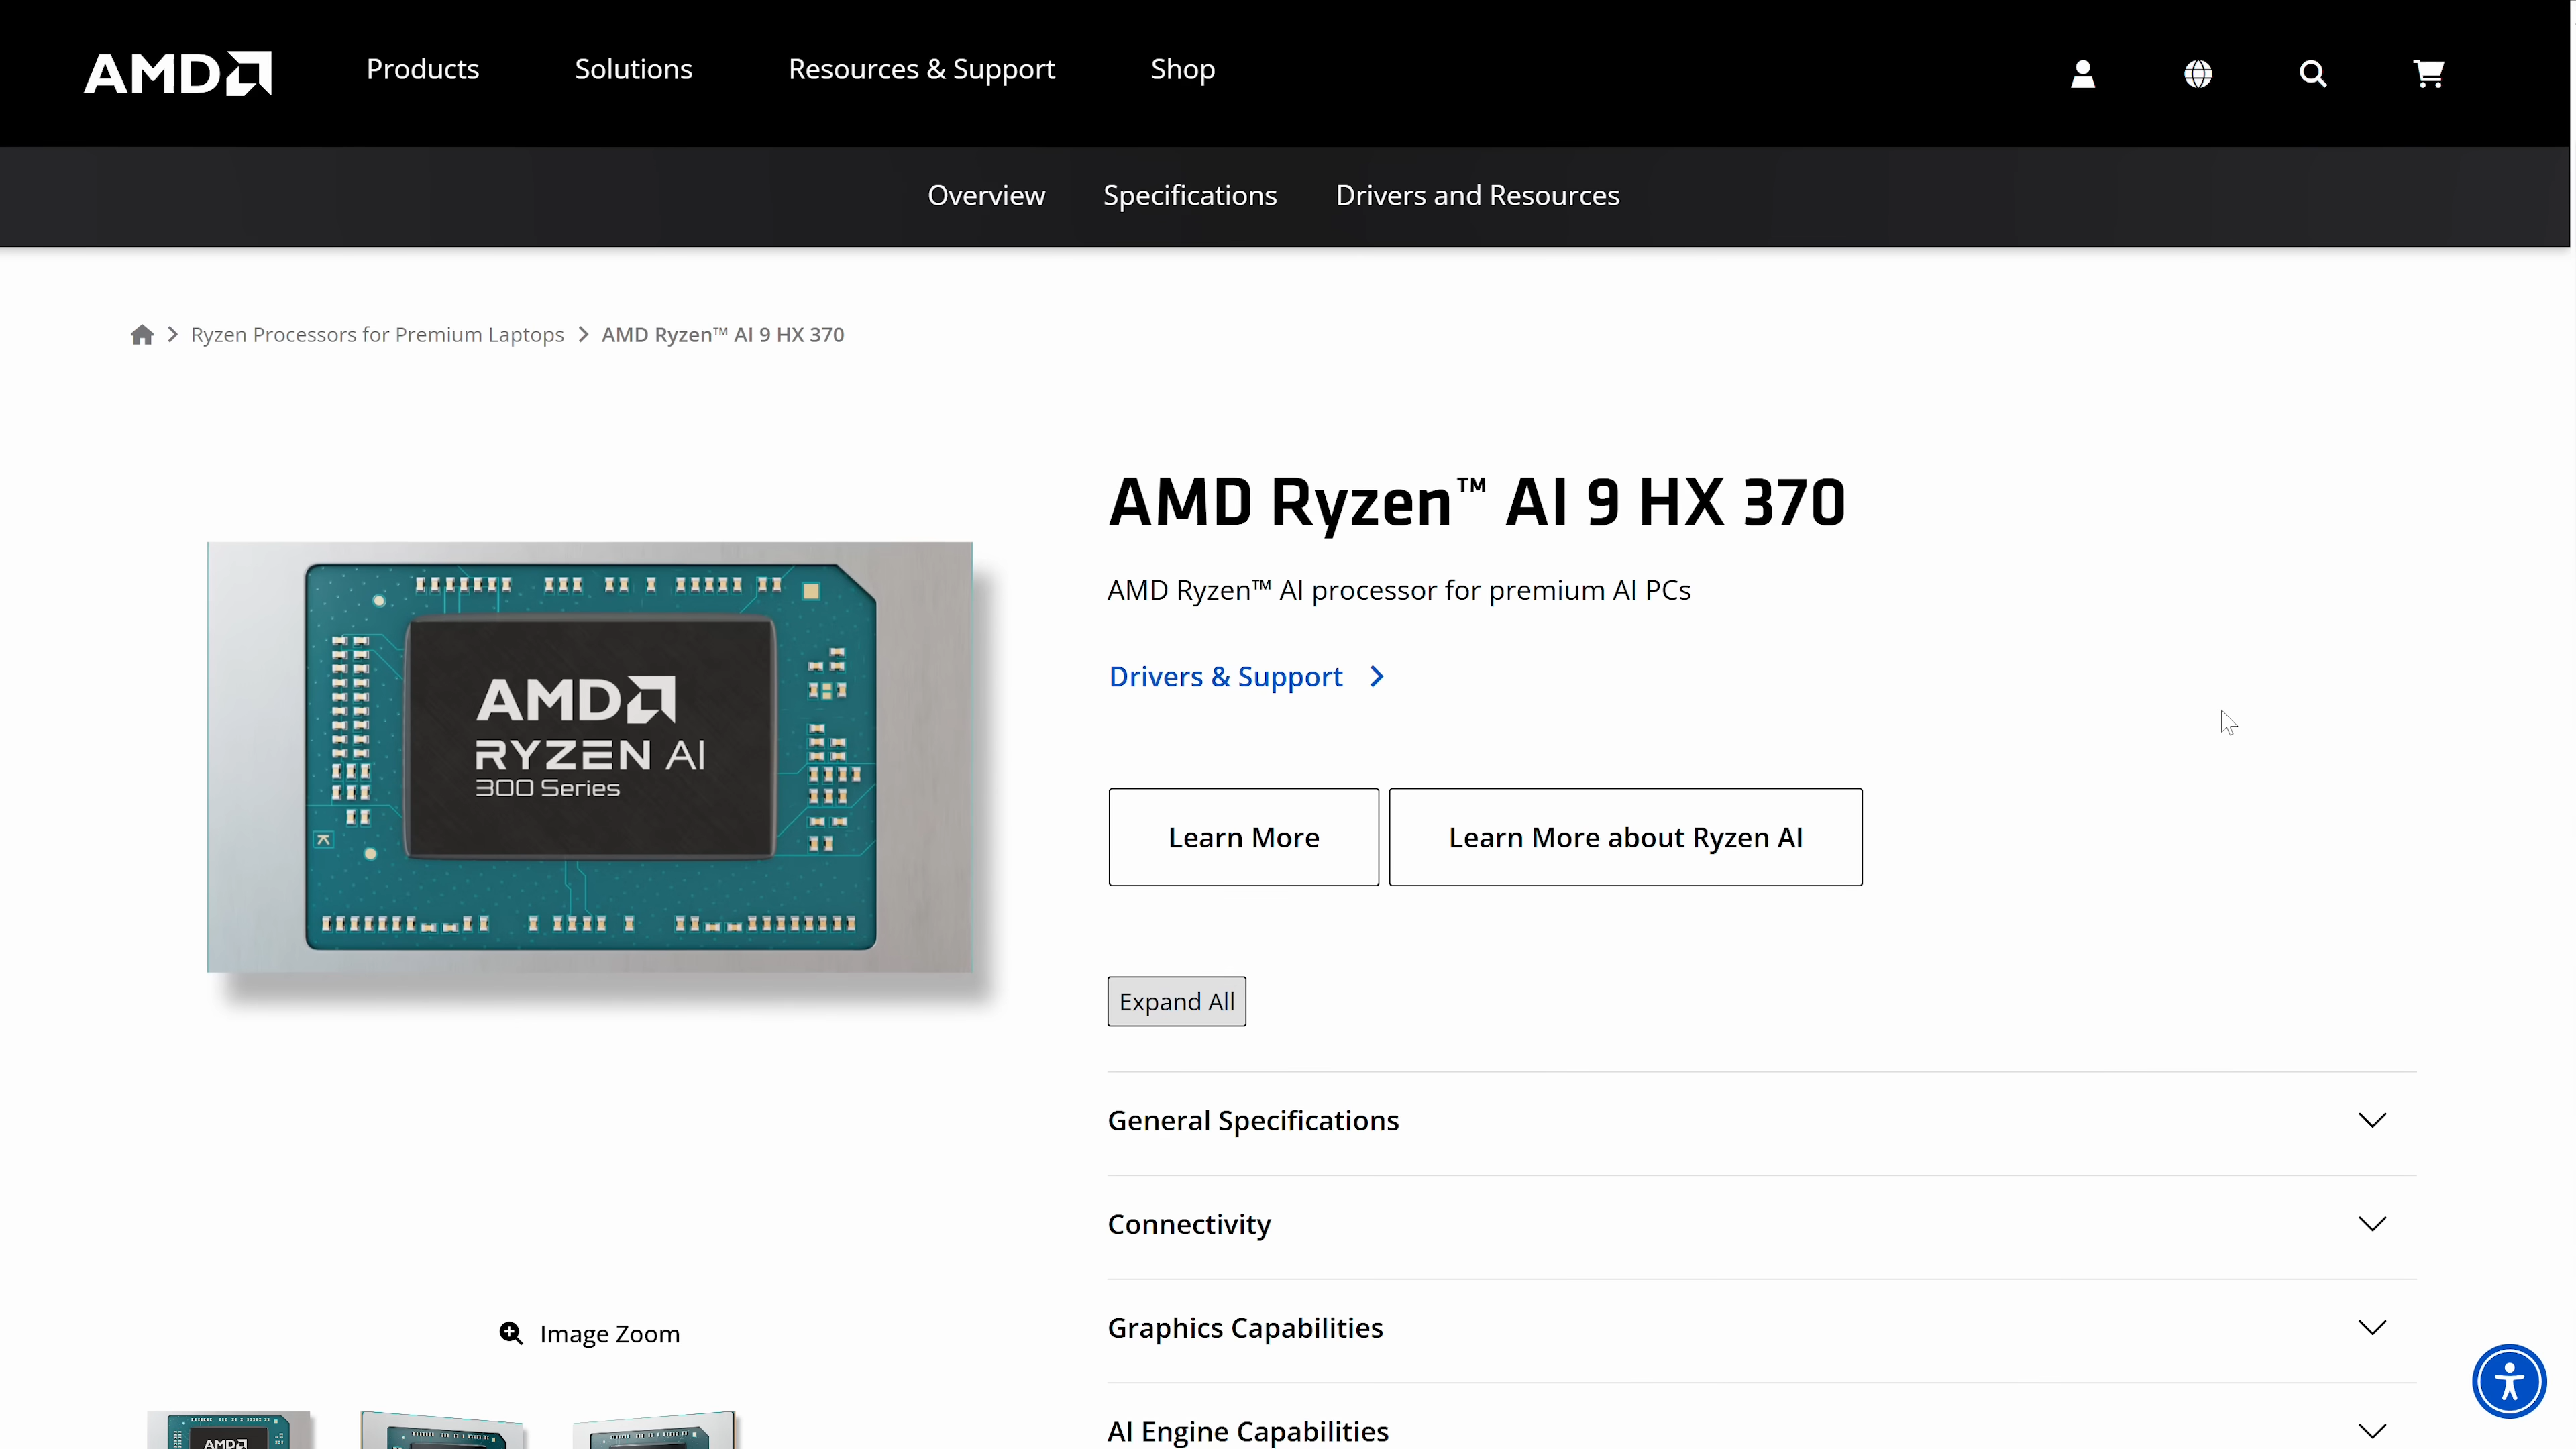 AMD
Products
Solutions
Resources & Support
Shop
Overview
Specifications
Drivers and Resources
Ryzen Processors for Premium Laptops
AMD Ryzen™ AI 9 HX 370
AMD
RYZEN AI
300 Series
AMD Ryzen™ AI 9 HX 370
AMD Ryzen™ AI processor for premium AI PCs
Drivers & Support
Learn More
Learn More about Ryzen AI
Expand All
General Specifications
Connectivity
Graphics Capabilities
AI Engine Capabilities
Image Zoom
AMD